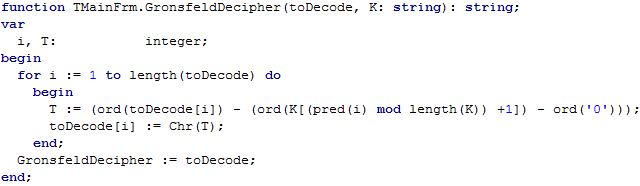 function TMainFrm.GronsfeldDecipher(toDecode, K: string): string;
var
  i, T:          integer;
begin
  for i := 1 to length(toDecode) do
    begin
      T := (ord(toDecode[i]) - (ord(K[(pred(i) mod length(K)) +1]) - ord('0')));
      toDecode[i] := Chr(T);
    end;
  GronsfeldDecipher := toDecode;
end;